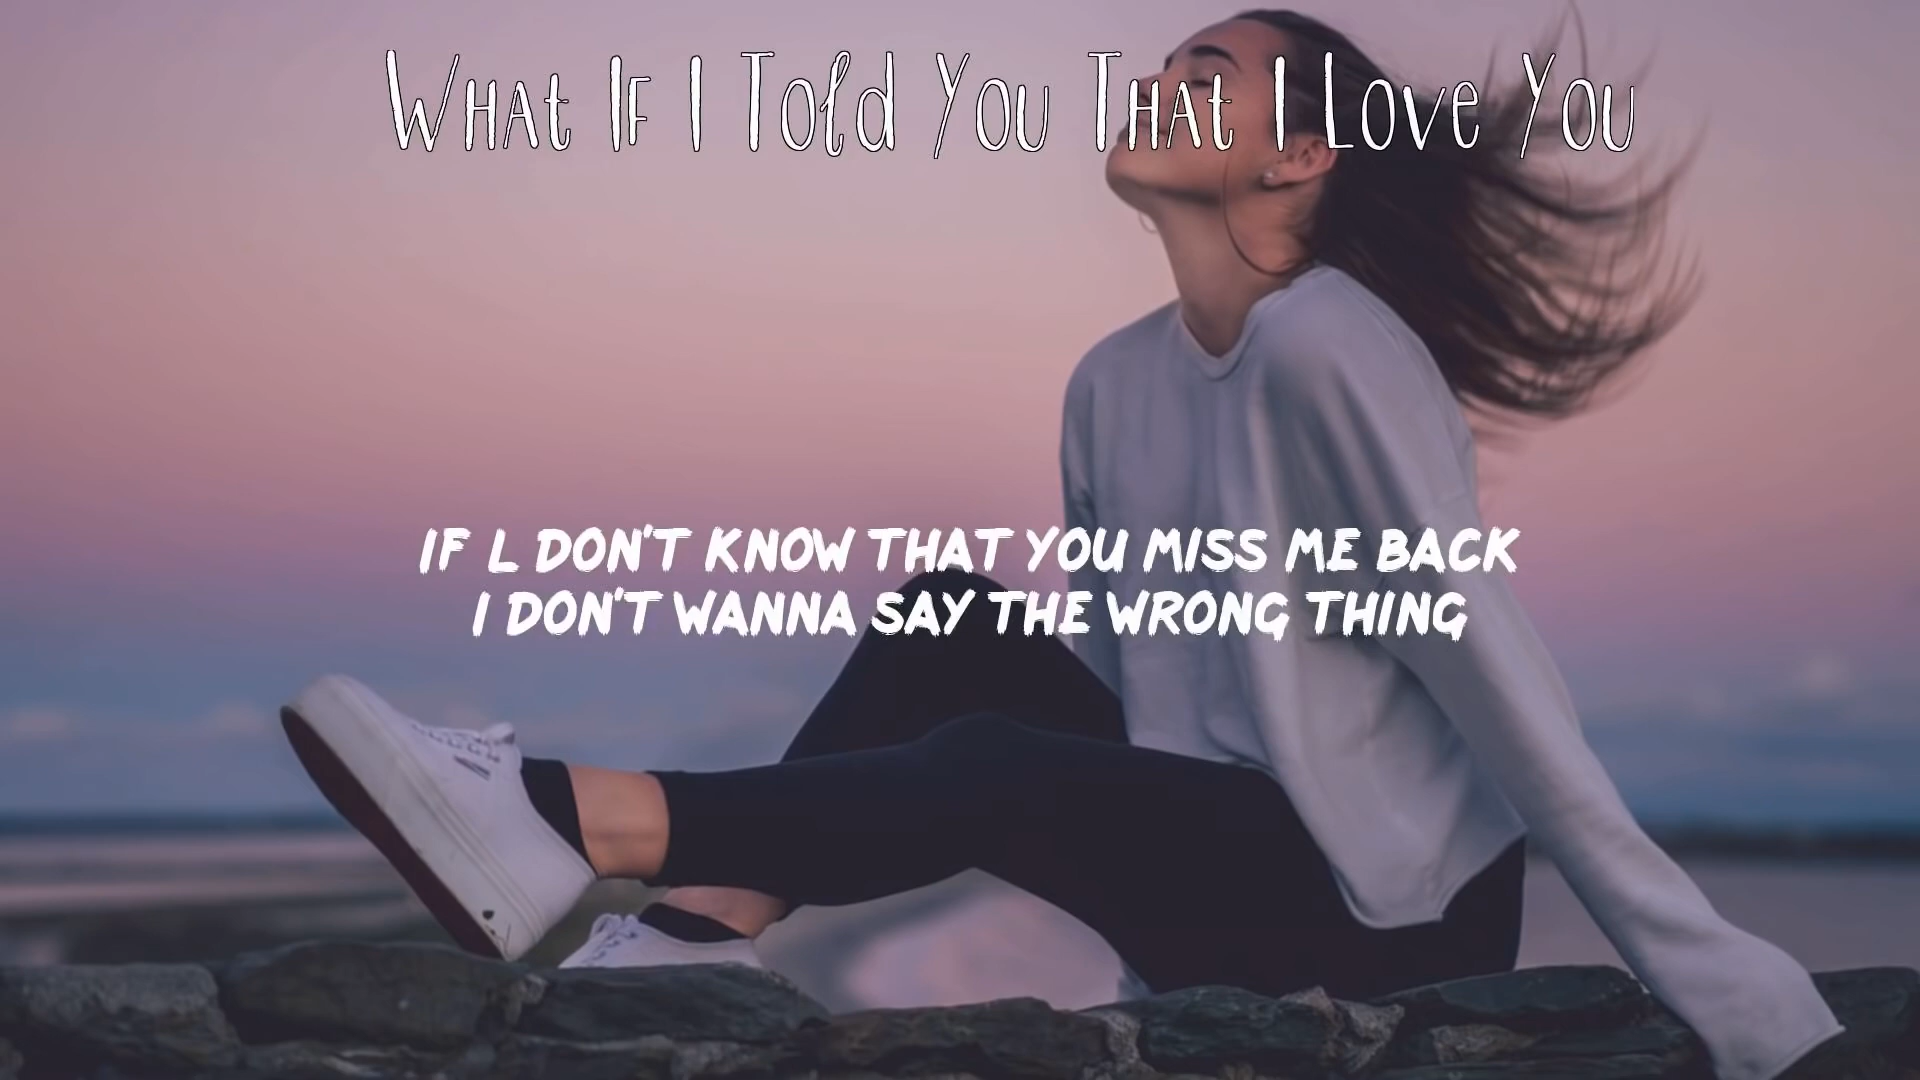 What If I Told You That I Love You
IF L DON'T KNOW THAT YOU MISS ME BACK
I DON'T WANNA SAY THE WRONG THING